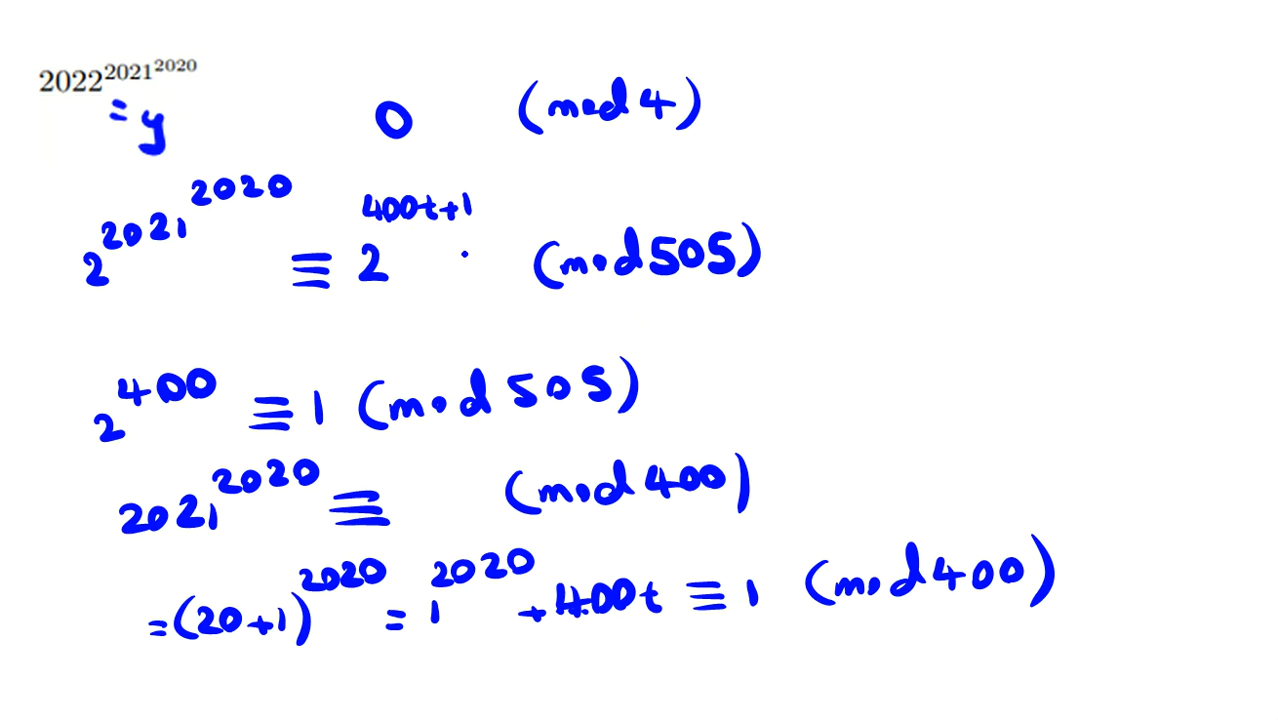 2022^{2021^{2020}}
= y 0 (mod 4)
2^{2021^{2020}} ≡ 2^{400t+1} . (mod 505)
2^{400} ≡ 1 (mod 505)
2021^{2020} ≡ (mod 400)
= (20+1)^{2020} = 1^{2020} + 400t ≡ 1 (mod 400)